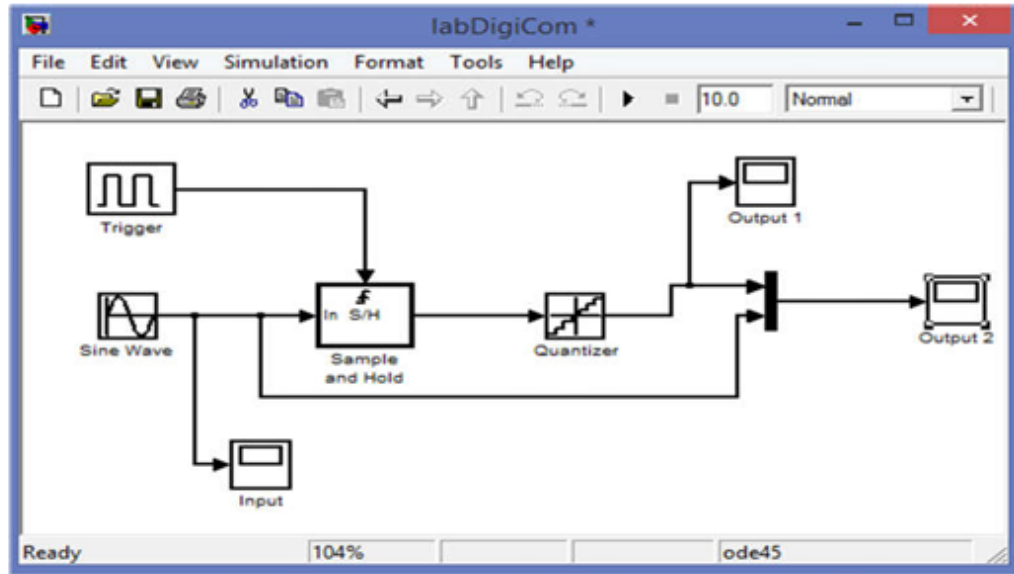 labDigiCom *
File Edit View Simulation Format Tools Help
10.0 Normal
Trigger
Output 1
In S/H
Sine Wave
Sample
and Hold
Quantizer
Output 2
Input
Ready 104% ode45